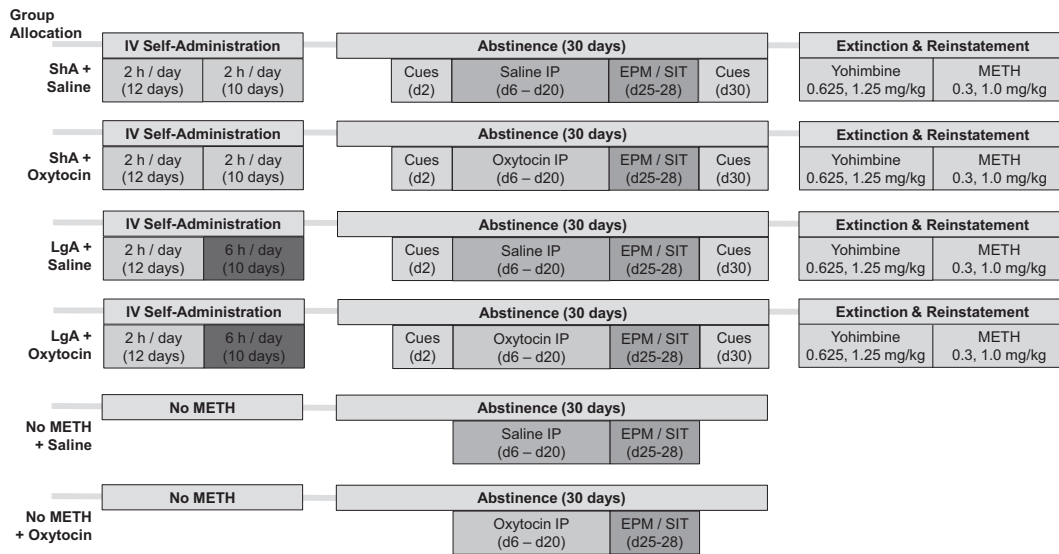 Group
Allocation
IV Self-Administration
Abstinence (30 days)
Extinction & Reinstatement
ShA +
Saline
2 h / day
(12 days)
2 h / day
(10 days)
Cues
(d2)
Saline IP
(d6 – d20)
EPM / SIT
(d25-28)
Cues
(d30)
Yohimbine
0.625, 1.25 mg/kg
METH
0.3, 1.0 mg/kg
IV Self-Administration
Abstinence (30 days)
Extinction & Reinstatement
ShA +
Oxytocin
2 h / day
(12 days)
2 h / day
(10 days)
Cues
(d2)
Oxytocin IP
(d6 – d20)
EPM / SIT
(d25-28)
Cues
(d30)
Yohimbine
0.625, 1.25 mg/kg
METH
0.3, 1.0 mg/kg
IV Self-Administration
Abstinence (30 days)
Extinction & Reinstatement
LgA +
Saline
2 h / day
(12 days)
6 h / day
(10 days)
Cues
(d2)
Saline IP
(d6 – d20)
EPM / SIT
(d25-28)
Cues
(d30)
Yohimbine
0.625, 1.25 mg/kg
METH
0.3, 1.0 mg/kg
IV Self-Administration
Abstinence (30 days)
Extinction & Reinstatement
LgA +
Oxytocin
2 h / day
(12 days)
6 h / day
(10 days)
Cues
(d2)
Oxytocin IP
(d6 – d20)
EPM / SIT
(d25-28)
Cues
(d30)
Yohimbine
0.625, 1.25 mg/kg
METH
0.3, 1.0 mg/kg
No METH
Abstinence (30 days)
No METH
+ Saline
Saline IP
(d6 – d20)
EPM / SIT
(d25-28)
No METH
Abstinence (30 days)
No METH
+ Oxytocin
Oxytocin IP
(d6 – d20)
EPM / SIT
(d25-28)